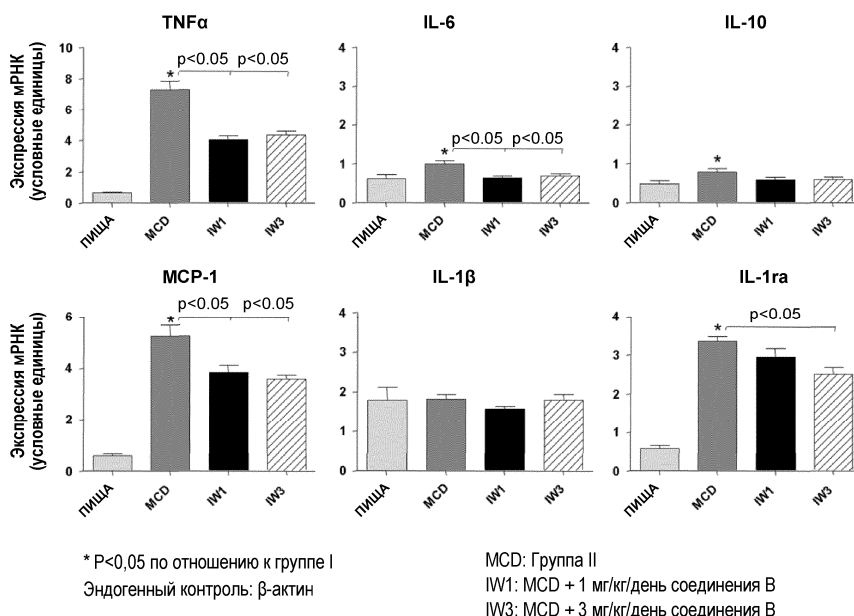 TNFα
IL-6
IL-10
Экспрессия мРНК
(условные единицы)
10
8
6
4
2
0
*
p<0.05
p<0.05
ПИЩА
MCD
IW1
IW3
4
3
2
1
0
*
p<0.05
p<0.05
ПИЩА
MCD
IW1
IW3
4
3
2
1
0
*
ПИЩА
MCD
IW1
IW3
MCP-1
IL-1β
IL-1ra
Экспрессия мРНК
(условные единицы)
6
4
2
0
*
p<0.05
p<0.05
ПИЩА
MCD
IW1
IW3
4
3
2
1
0
ПИЩА
MCD
IW1
IW3
4
3
2
1
0
*
p<0.05
ПИЩА
MCD
IW1
IW3
* P<0,05 по отношению к группе I
Эндогенный контроль: β-актин
MCD: Группа II
IW1: MCD + 1 мг/кг/день соединения В
IW3: MCD + 3 мг/кг/день соединения В